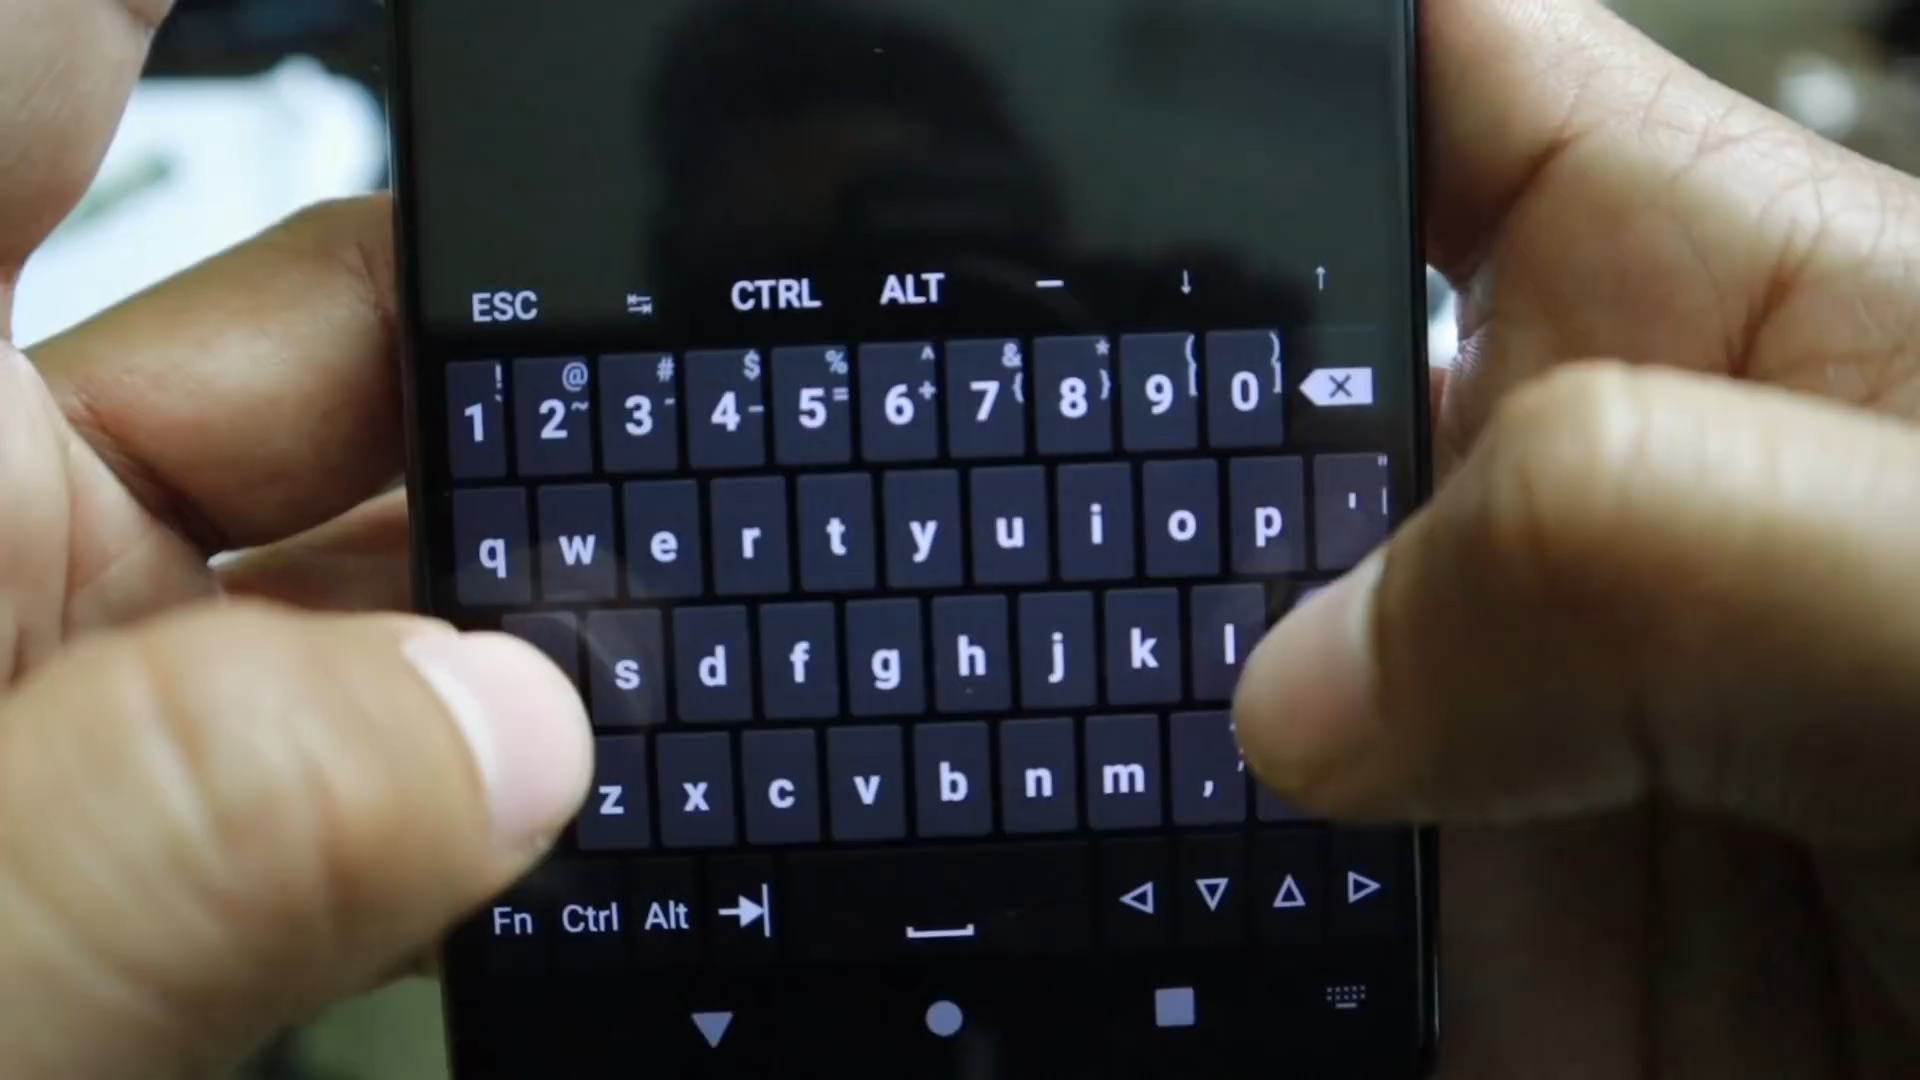 ESC ↹ CTRL ALT — ↓ ↑
! @ # $ % ^ & * ( )
1 2 3 4 5 6 7 8 9 0
` ~ - _ = + { } [ ]
q w e r t y u i o p '
s d f g h j k l
z x c v b n m ,
Fn Ctrl Alt